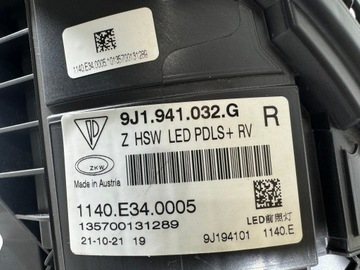 1140.E34.0005.10135700131289
9J1.941.032.G R
Z HSW LED PDLS+ RV
ZKW
Made in Austria
1140.E34.0005
135700131289
LED前照灯
21-10-21 19
9J194101 1140.E